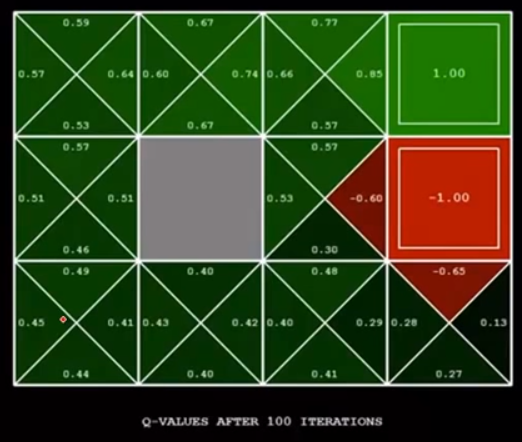 0.59 0.67 0.77
0.57 0.64 0.60 0.74 0.66 0.85 1.00
0.53 0.67 0.57
0.57 0.57
0.51 0.51 0.53 -0.60 -1.00
0.46 0.30
0.49 0.40 0.48 -0.65
0.45 0.41 0.43 0.42 0.40 0.29 0.28 0.13
0.44 0.40 0.41 0.27
Q-VALUES AFTER 100 ITERATIONS